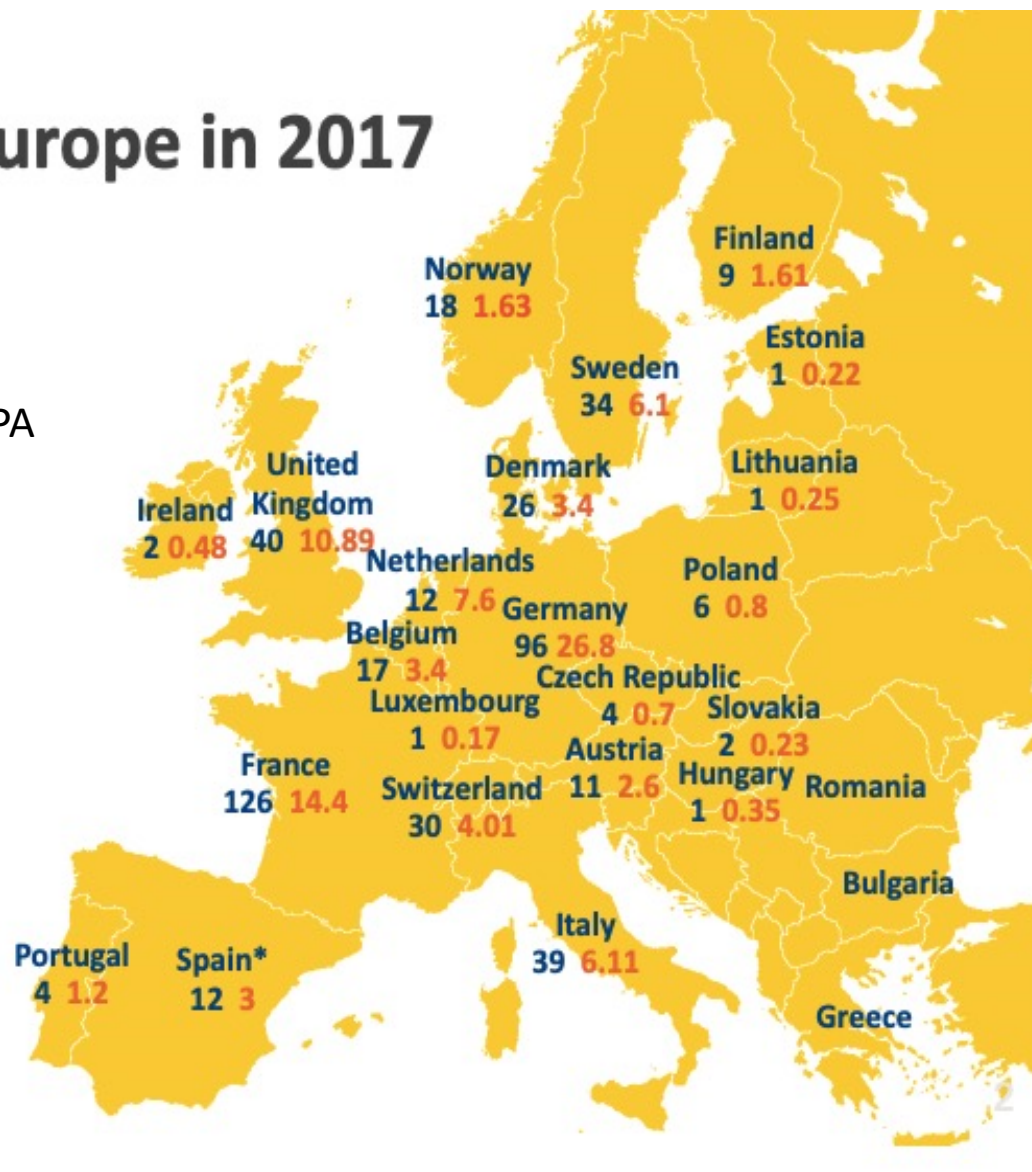 urope in 2017
Finland
9 1.61
Norway
18 1.63
Estonia
1 0.22
Sweden
34 6.1
PA
United
Kingdom
40 10.89
Denmark
26 3.4
Lithuania
1 0.25
Ireland
2 0.48
Netherlands
12 7.6
Poland
6 0.8
Germany
96 26.8
Belgium
17 3.4
Czech Republic
4 0.7
Luxembourg
1 0.17
Slovakia
2 0.23
Austria
11 2.6
France
126 14.4
Switzerland
30 4.01
Hungary
1 0.35
Romania
Bulgaria
Italy
39 6.11
Portugal
4 1.2
Spain*
12 3
Greece
2